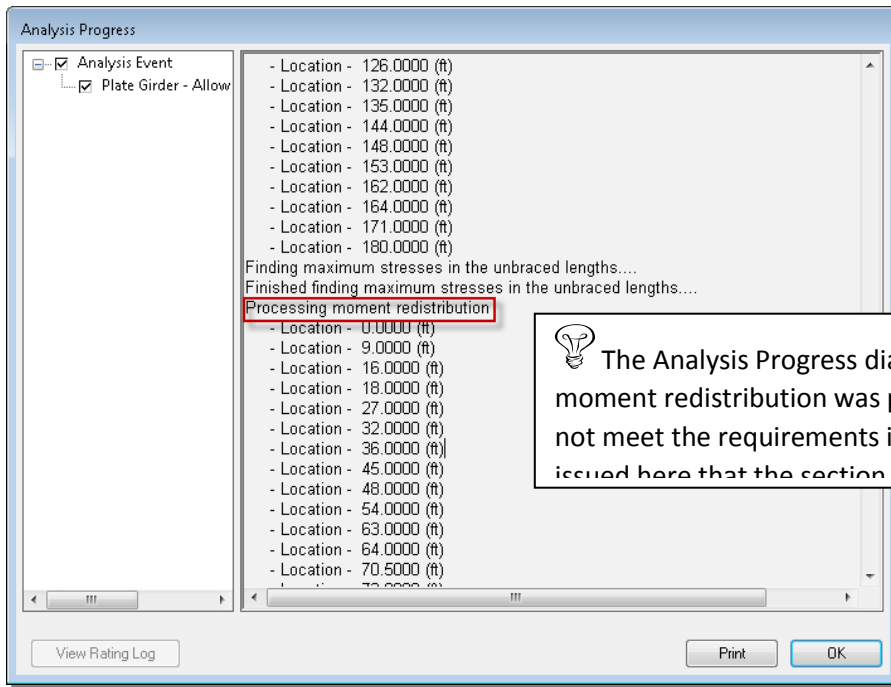 Analysis Progress
Analysis Event
Plate Girder - Allow
- Location - 126.0000 (ft)
- Location - 132.0000 (ft)
- Location - 135.0000 (ft)
- Location - 144.0000 (ft)
- Location - 148.0000 (ft)
- Location - 153.0000 (ft)
- Location - 162.0000 (ft)
- Location - 164.0000 (ft)
- Location - 171.0000 (ft)
- Location - 180.0000 (ft)
Finding maximum stresses in the unbraced lengths....
Finished finding maximum stresses in the unbraced lengths....
Processing moment redistribution
- Location - 0.0000 (ft)
- Location - 9.0000 (ft)
- Location - 16.0000 (ft)
- Location - 18.0000 (ft)
- Location - 27.0000 (ft)
- Location - 32.0000 (ft)
- Location - 36.0000 (ft)
- Location - 45.0000 (ft)
- Location - 48.0000 (ft)
- Location - 54.0000 (ft)
- Location - 63.0000 (ft)
- Location - 64.0000 (ft)
- Location - 70.5000 (ft)
The Analysis Progress dia
moment redistribution was
not meet the requirements
issued here that the section
View Rating Log
Print
OK